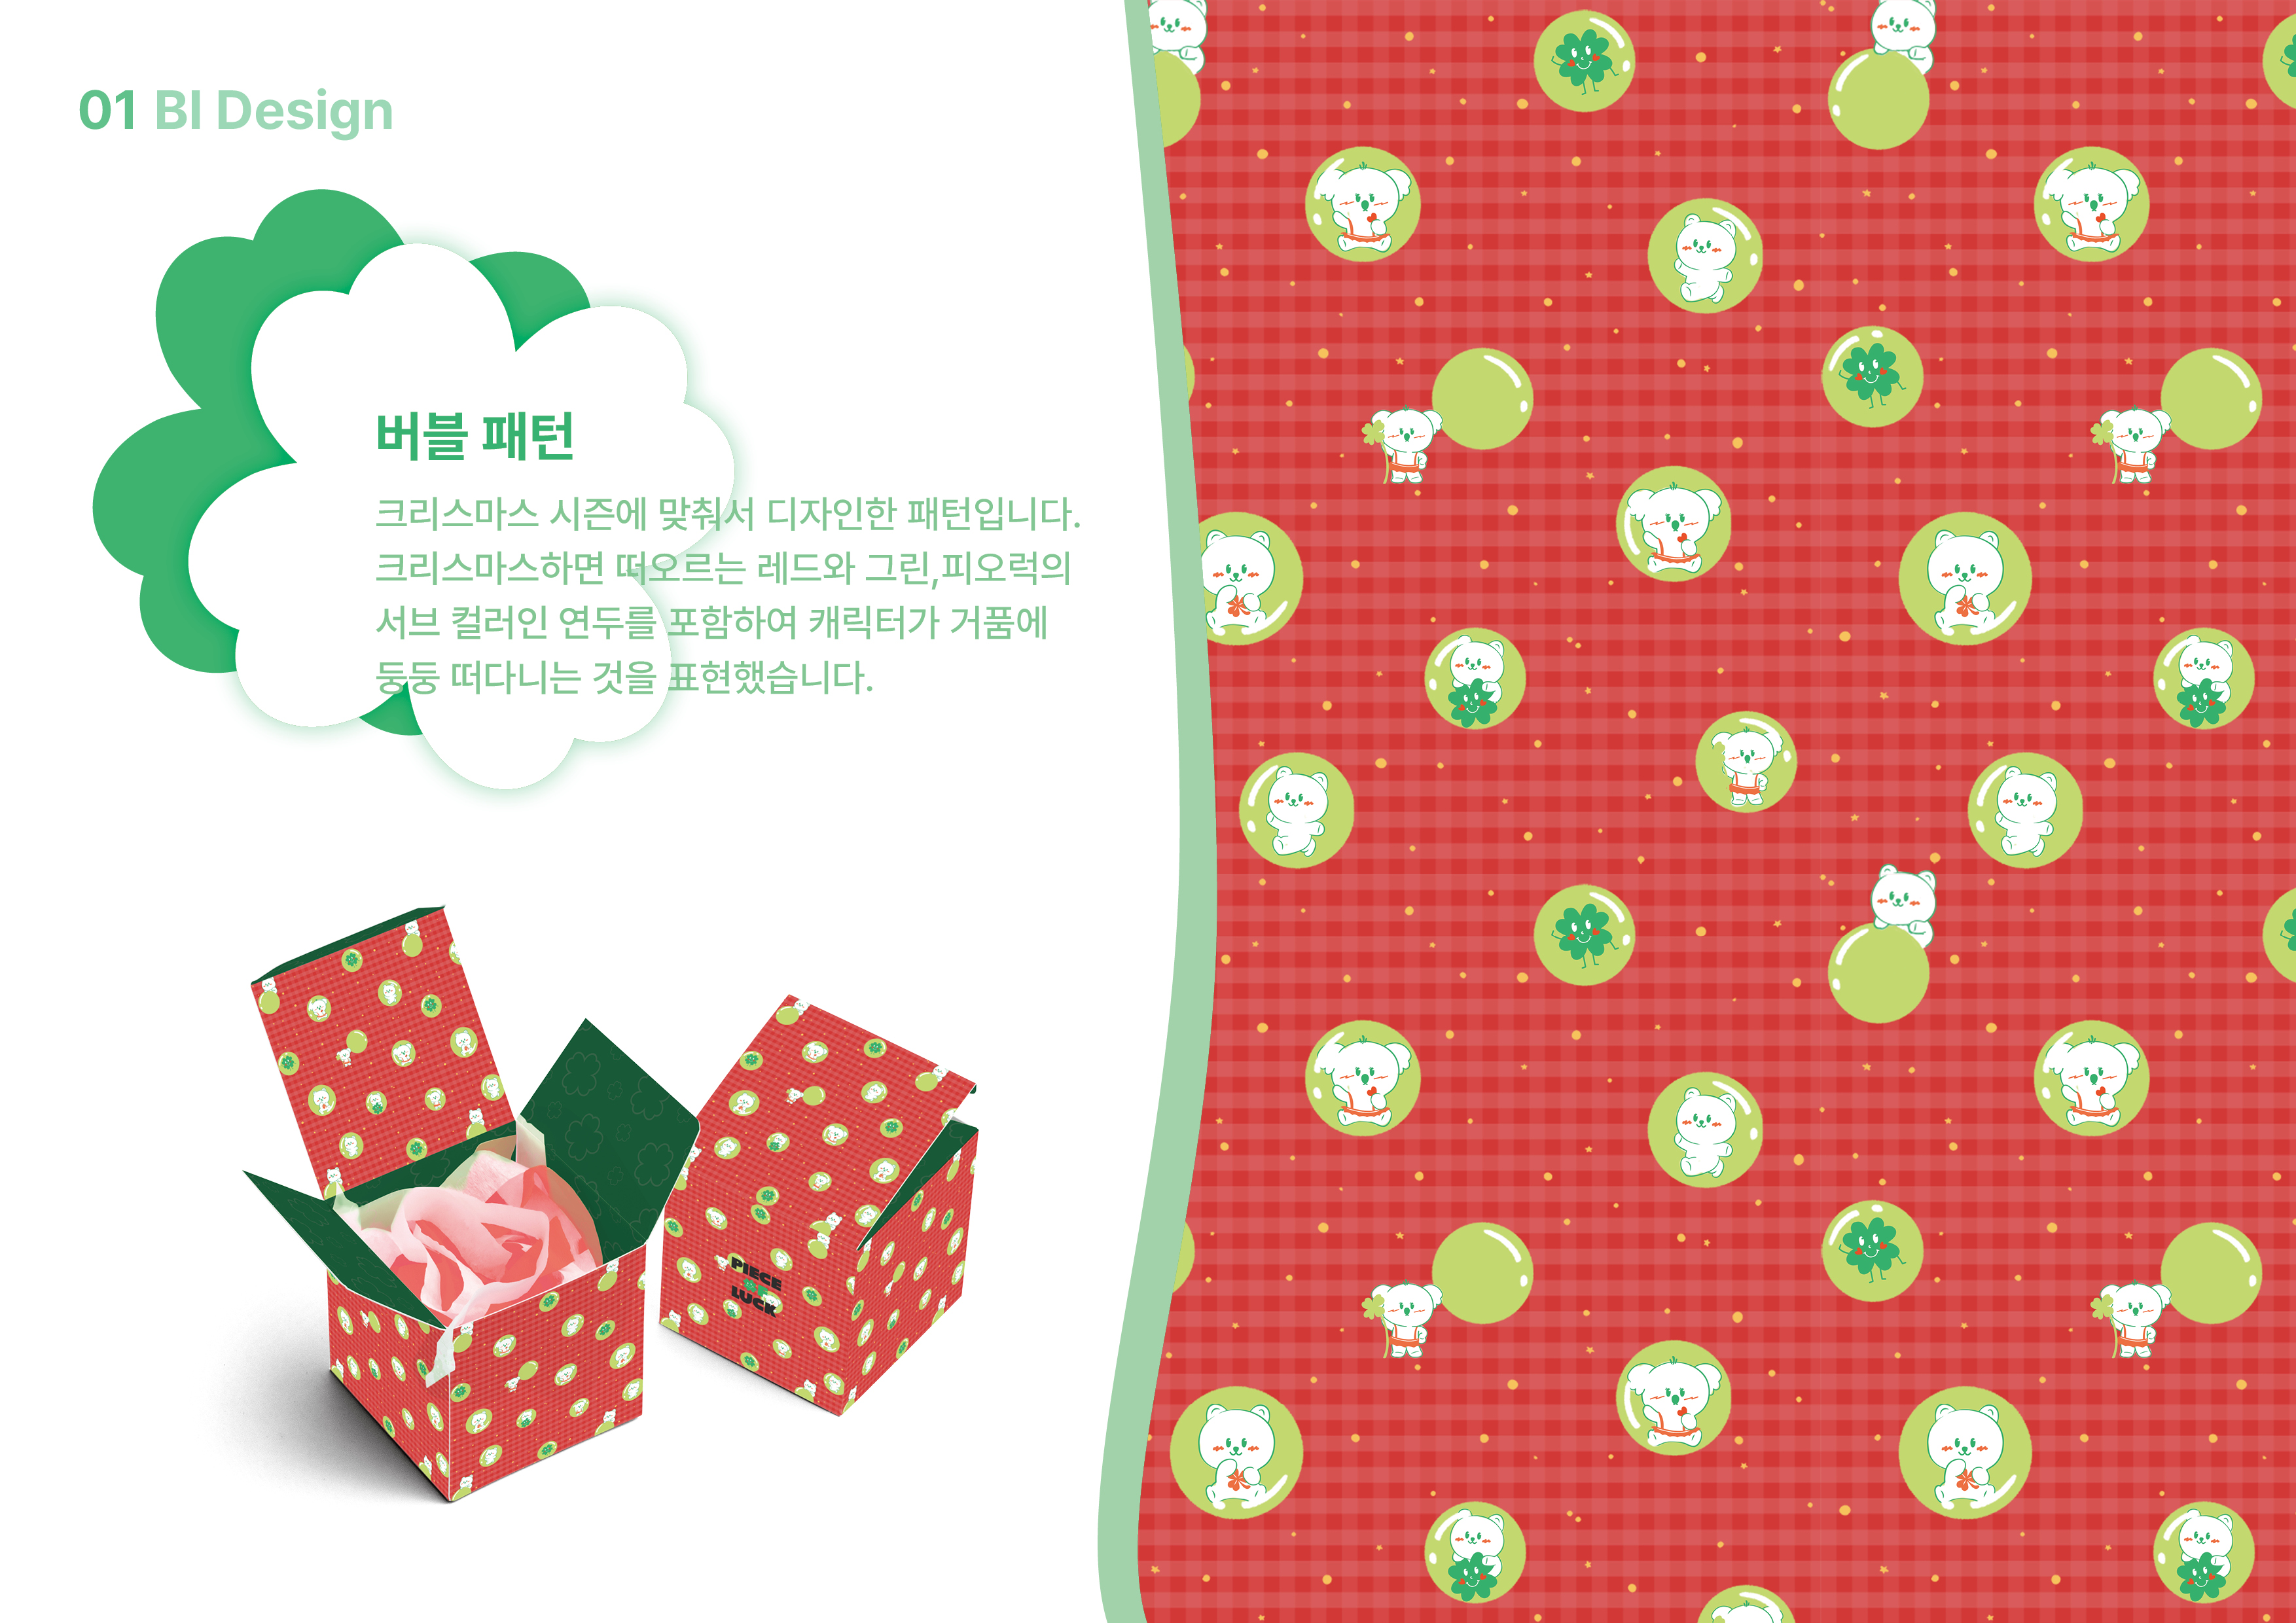 01 BI Design
버블 패턴
크리스마스 시즌에 맞춰서 디자인한 패턴입니다.
크리스마스하면 떠오르는 레드와 그린,피오럭의
서브 컬러인 연두를 포함하여 캐릭터가 거품에
둥둥 떠다니는 것을 표현했습니다.
PIECE
LUCK